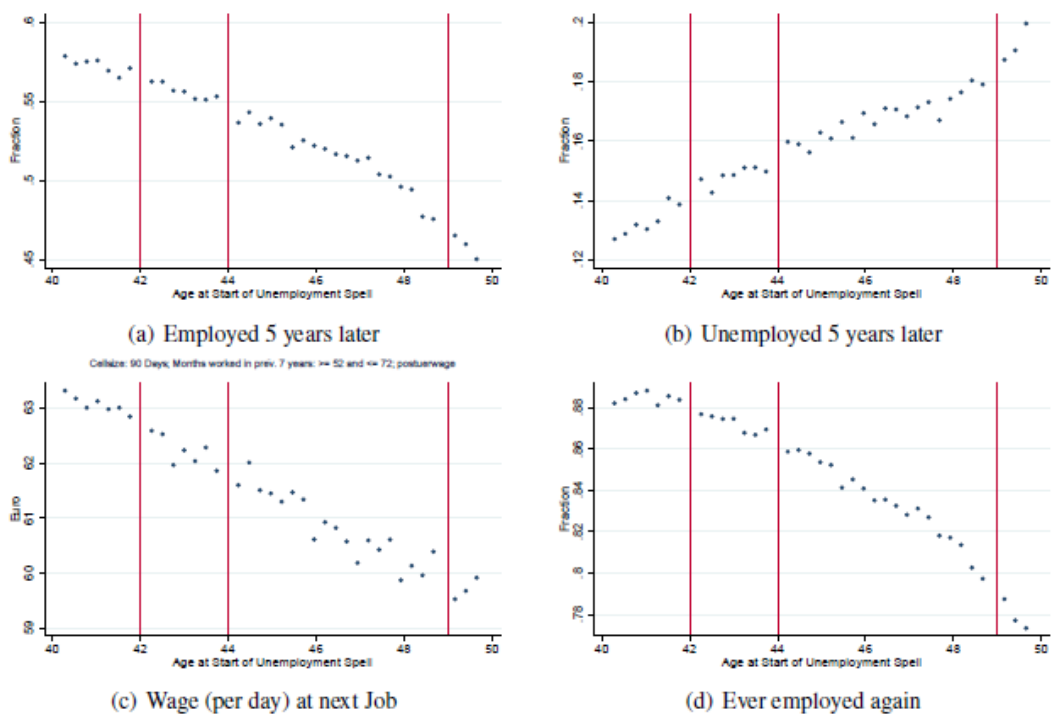 .6
.55
.5
.45
Fraction
40 42 44 46 48 50
Age at Start of Unemployment Spell
(a) Employed 5 years later
.2
.18
.16
.14
.12
Fraction
40 42 44 46 48 50
Age at Start of Unemployment Spell
(b) Unemployed 5 years later
Cellsize: 90 Days; Months worked in prev. 7 years: >= 52 and <= 72; postuerwage
63
62
61
60
59
Euro
40 42 44 46 48 50
Age at Start of Unemployment Spell
(c) Wage (per day) at next Job
.88
.86
.84
.82
.8
.78
Fraction
40 42 44 46 48 50
Age at Start of Unemployment Spell
(d) Ever employed again